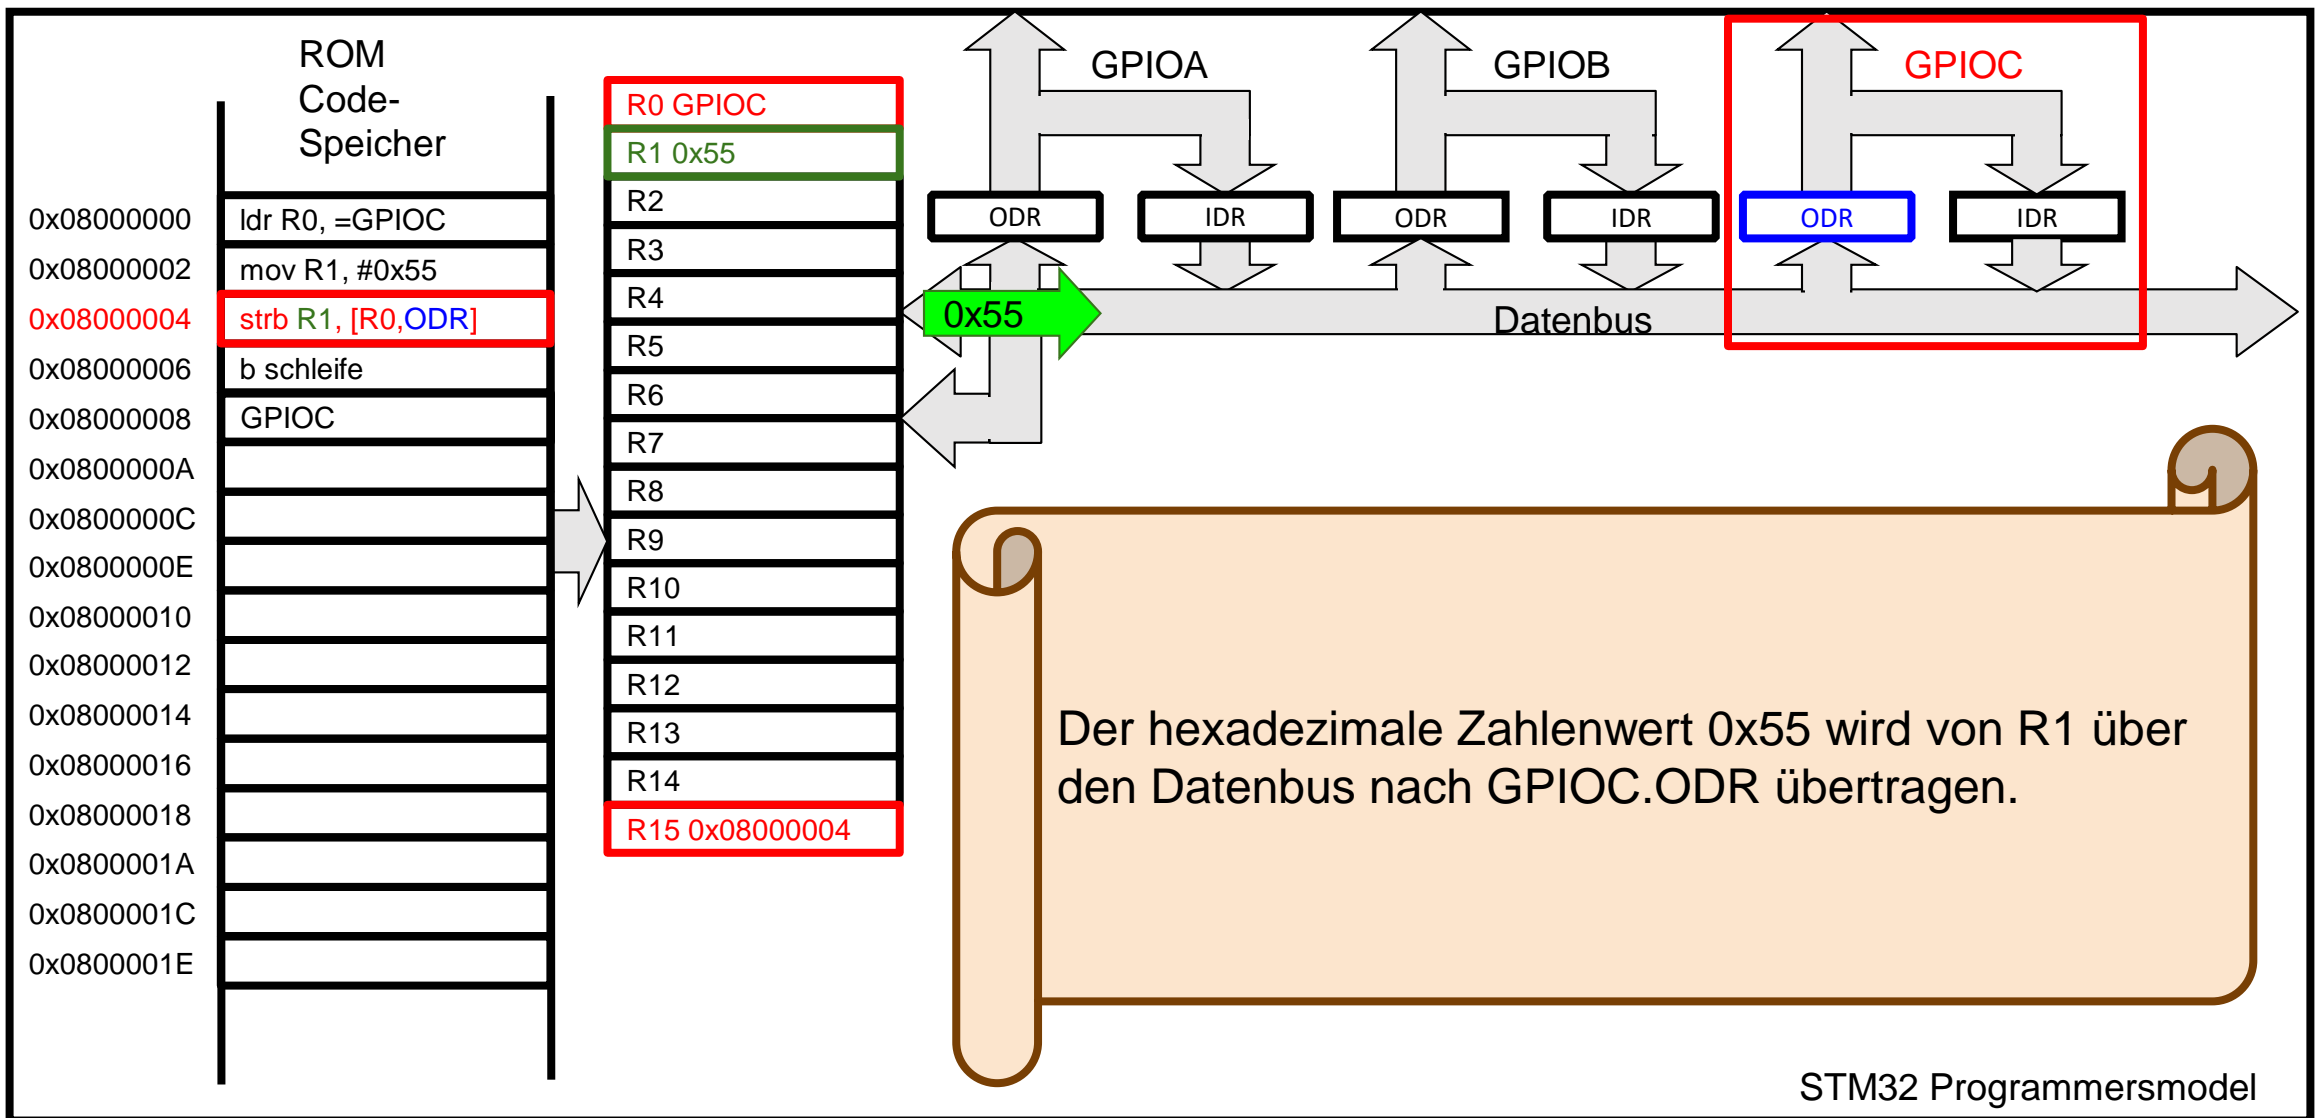 ROM
Code-
Speicher
0x08000000 ldr R0, =GPIOC
0x08000002 mov R1, #0x55
0x08000004 strb R1, [R0,ODR]
0x08000006 b schleife
0x08000008 GPIOC
0x0800000A
0x0800000C
0x0800000E
0x08000010
0x08000012
0x08000014
0x08000016
0x08000018
0x0800001A
0x0800001C
0x0800001E
R0 GPIOC
R1 0x55
R2
R3
R4
R5
R6
R7
R8
R9
R10
R11
R12
R13
R14
R15 0x08000004
GPIOA GPIOB GPIOC
ODR IDR ODR IDR ODR IDR
0x55 Datenbus
Der hexadezimale Zahlenwert 0x55 wird von R1 über
den Datenbus nach GPIOC.ODR übertragen.
STM32 Programmersmodel